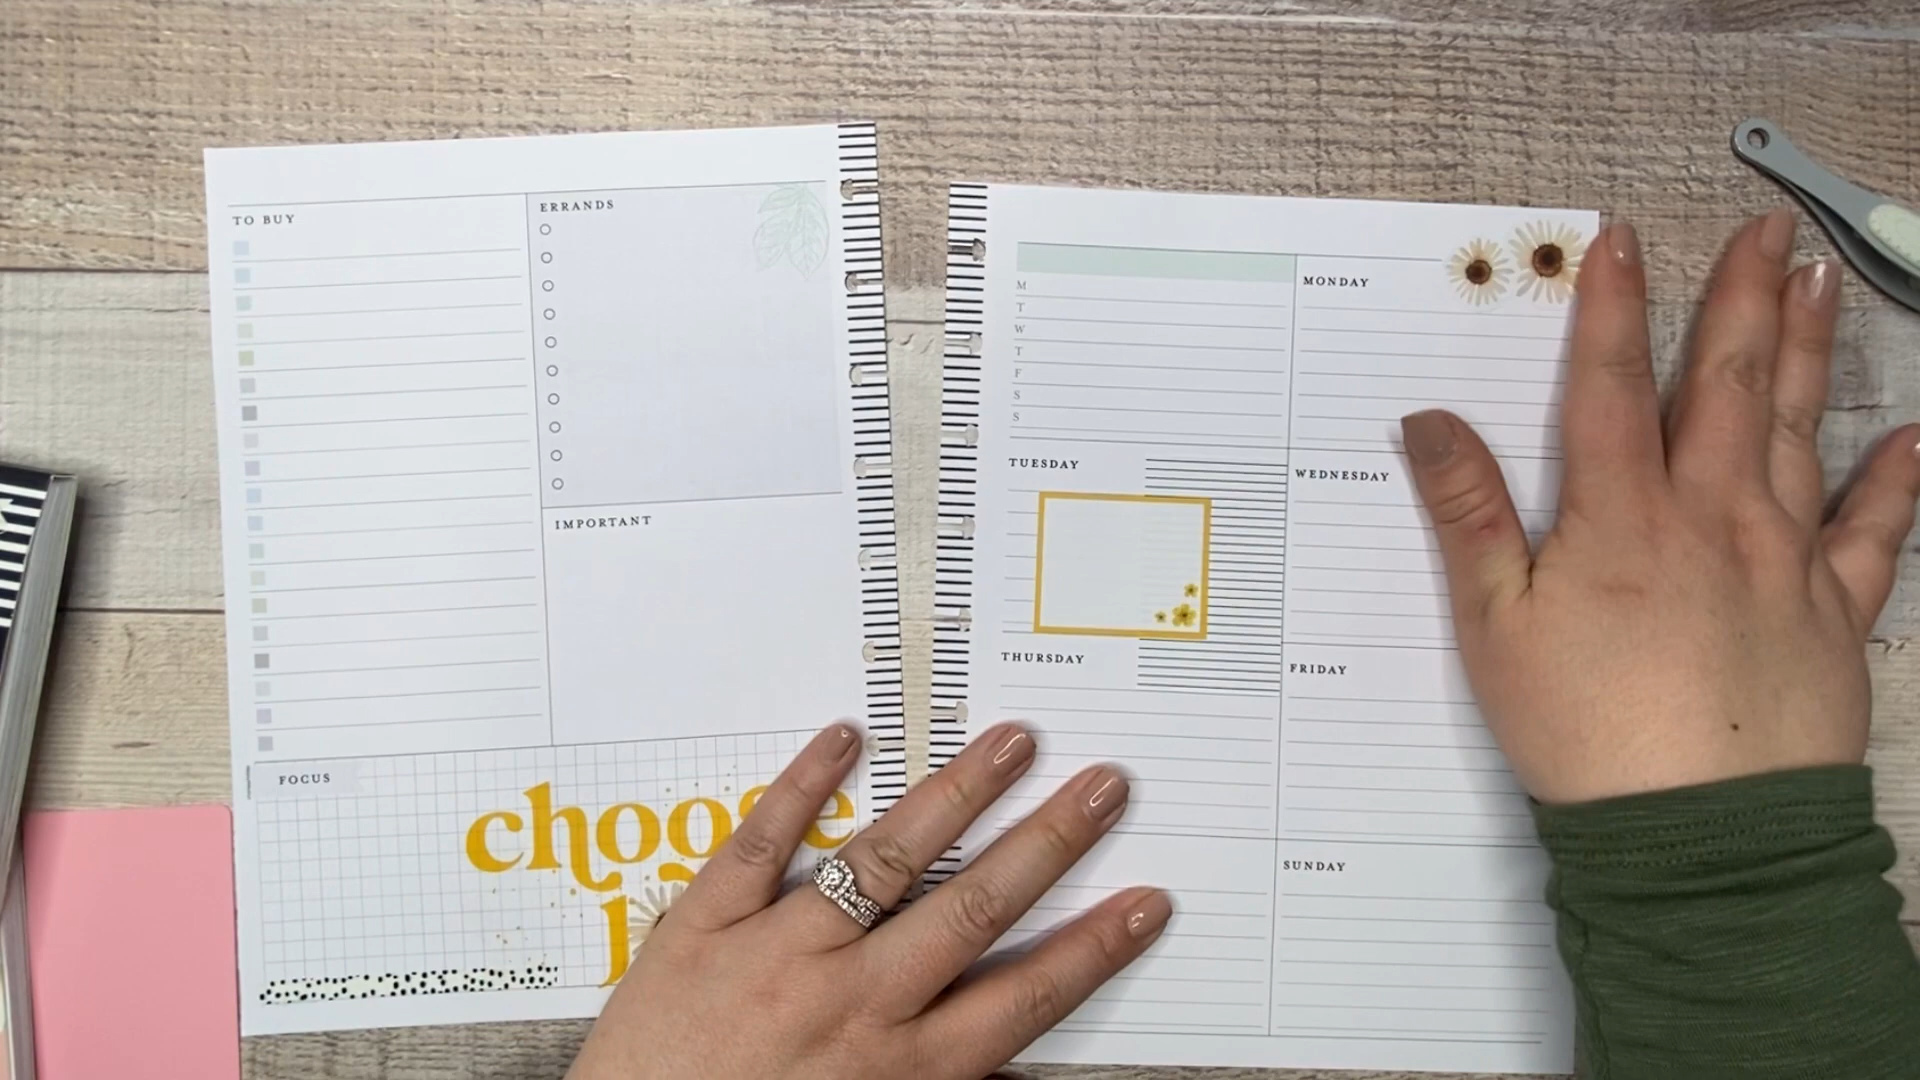 TO BUY
ERRANDS
IMPORTANT
FOCUS
choose
M
T
W
T
F
S
S
MONDAY
TUESDAY
WEDNESDAY
THURSDAY
FRIDAY
SUNDAY